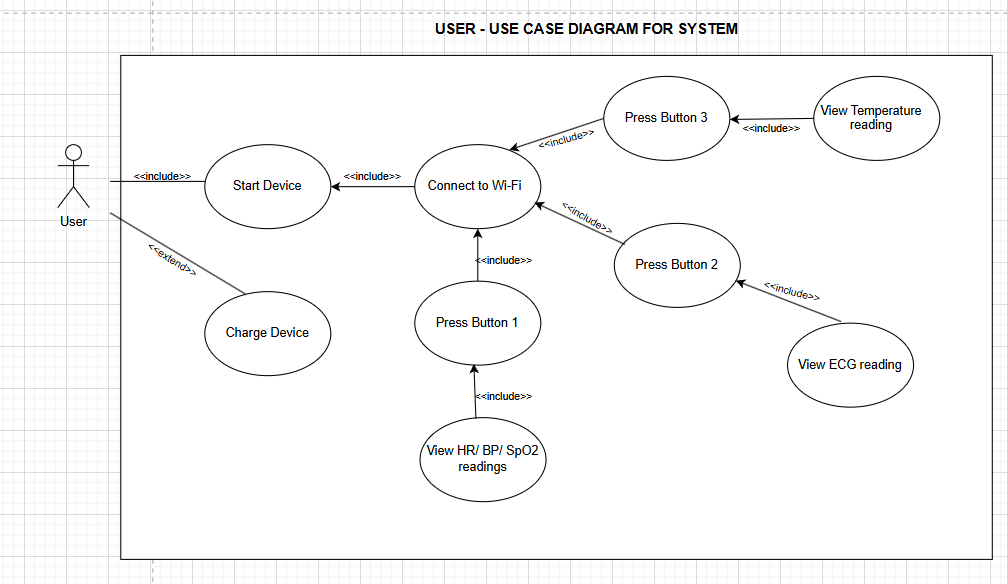 USER - USE CASE DIAGRAM FOR SYSTEM
Press Button 3
<<include>>
View Temperature
reading
<<include>>
User
<<include>>
Start Device
<<include>>
Connect to Wi-Fi
<<include>>
Press Button 2
<<extend>>
<<include>>
<<include>>
Charge Device
Press Button 1
View ECG reading
<<include>>
View HR/ BP/ SpO2
readings